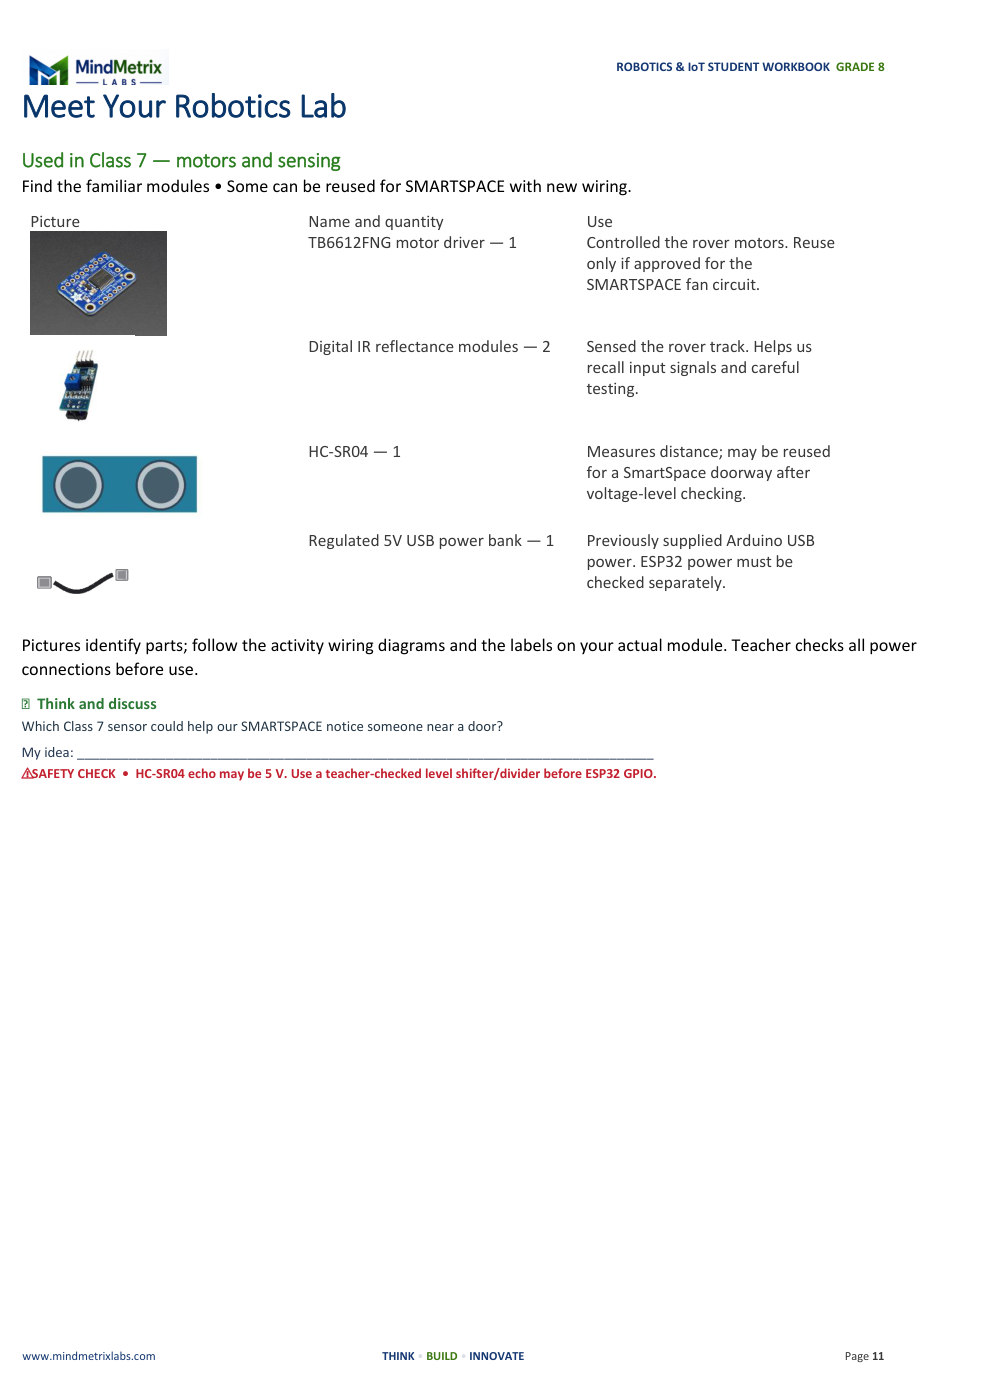 MindMetrix
LABS
ROBOTICS & IoT STUDENT WORKBOOK GRADE 8
Meet Your Robotics Lab
Used in Class 7 — motors and sensing
Find the familiar modules • Some can be reused for SMARTSPACE with new wiring.
Picture
Name and quantity
Use
TB6612FNG motor driver — 1
Controlled the rover motors. Reuse
only if approved for the
SMARTSPACE fan circuit.
Digital IR reflectance modules — 2
Sensed the rover track. Helps us
recall input signals and careful
testing.
HC-SR04 — 1
Measures distance; may be reused
for a SmartSpace doorway after
voltage-level checking.
Regulated 5V USB power bank — 1
Previously supplied Arduino USB
power. ESP32 power must be
checked separately.
Pictures identify parts; follow the activity wiring diagrams and the labels on your actual module. Teacher checks all power
connections before use.
Think and discuss
Which Class 7 sensor could help our SMARTSPACE notice someone near a door?
My idea: ______________________________________________________________________________
⚠SAFETY CHECK • HC-SR04 echo may be 5 V. Use a teacher-checked level shifter/divider before ESP32 GPIO.
www.mindmetrixlabs.com
THINK • BUILD • INNOVATE
Page 11